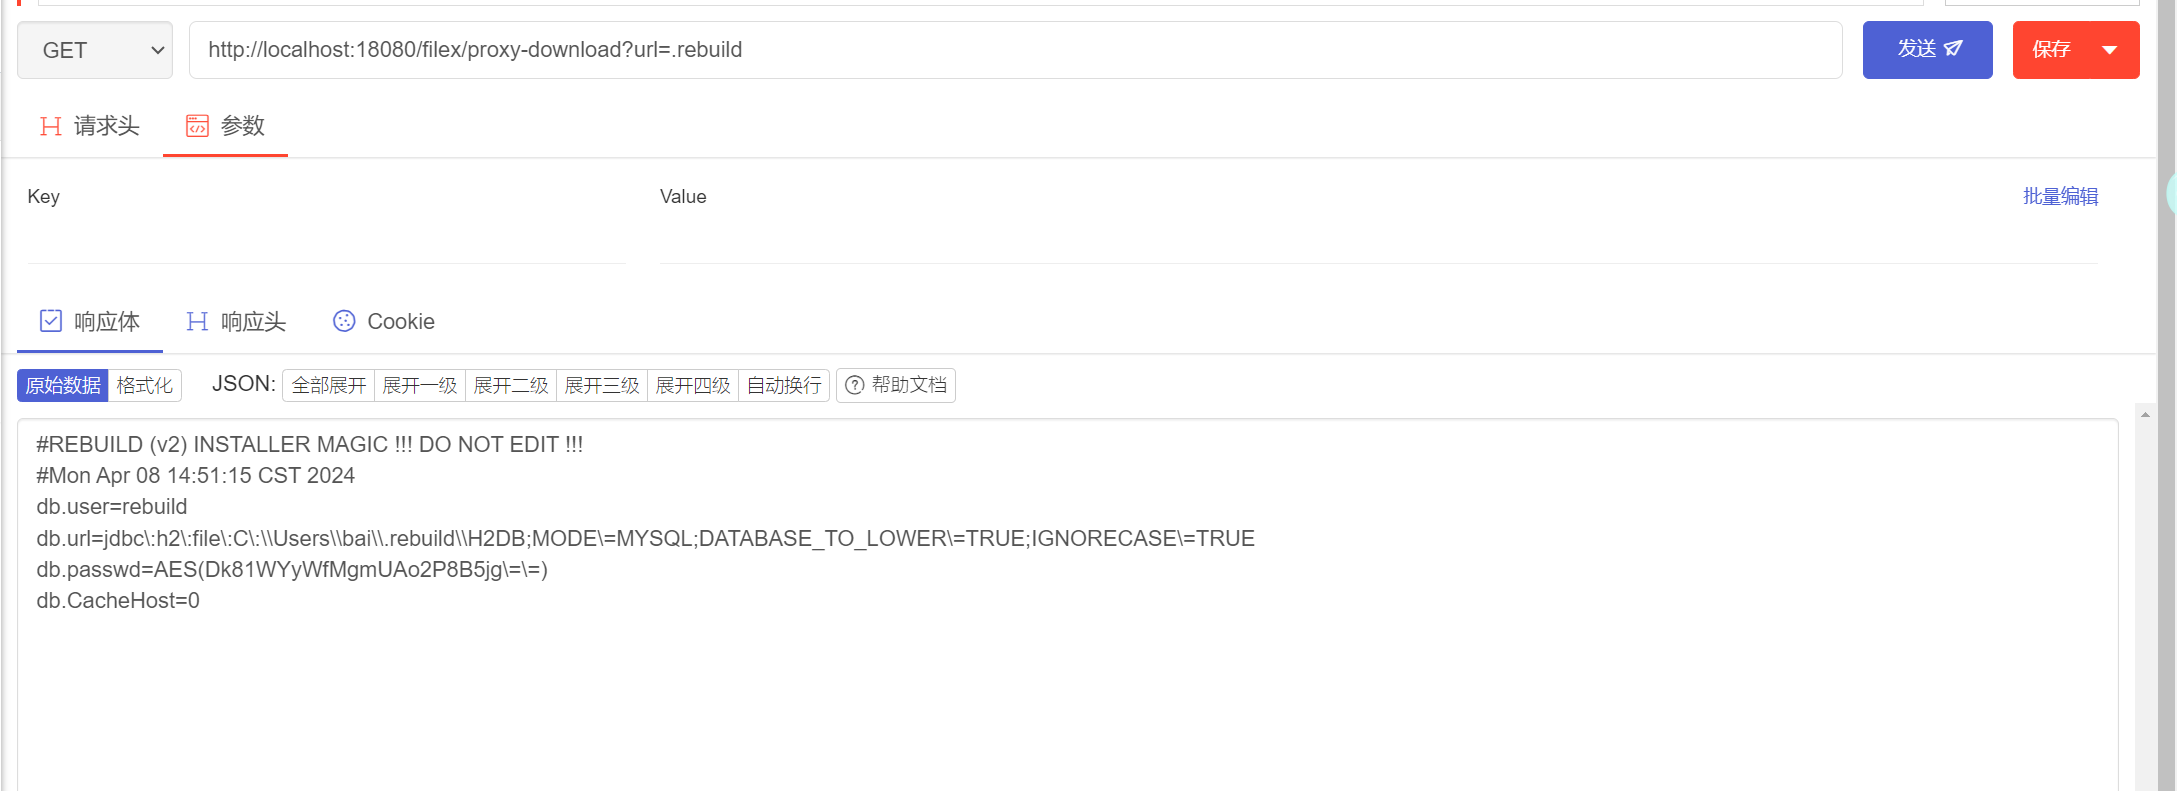 GET
http://localhost:18080/filex/proxy-download?url=.rebuild
发送
保存
请求头
参数
Key
Value
批量编辑
响应体
响应头
Cookie
原始数据
格式化
JSON:
全部展开
展开一级
展开二级
展开三级
展开四级
自动换行
帮助文档
#REBUILD (v2) INSTALLER MAGIC !!! DO NOT EDIT !!!
#Mon Apr 08 14:51:15 CST 2024
db.user=rebuild
db.url=jdbc\:h2\:file\:C\:\\Users\\bai\\.rebuild\\H2DB;MODE\=MYSQL;DATABASE_TO_LOWER\=TRUE;IGNORECASE\=TRUE
db.passwd=AES(Dk81WYyWfMgmUAo2P8B5jg\=\=)
db.CacheHost=0